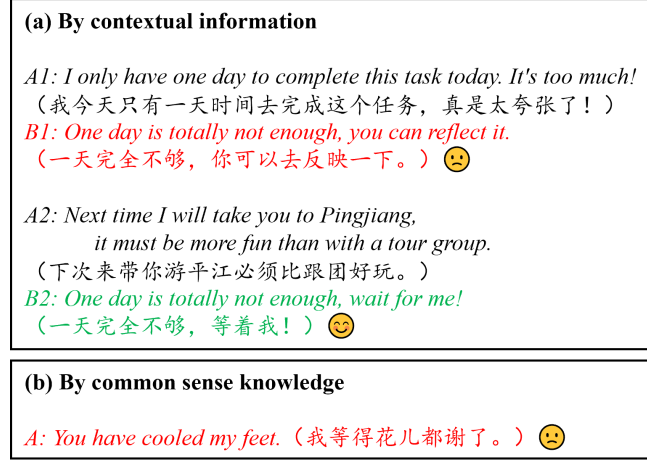 (a) By contextual information
A1: I only have one day to complete this task today. It's too much!
（我今天只有一天时间去完成这个任务，真是太夸张了！）
B1: One day is totally not enough, you can reflect it.
（一天完全不够，你可以去反映一下。）
A2: Next time I will take you to Pingjiang,
it must be more fun than with a tour group.
（下次来带你游平江必须比跟团好玩。）
B2: One day is totally not enough, wait for me!
（一天完全不够，等着我！）
(b) By common sense knowledge
A: You have cooled my feet.（我等得花儿都谢了。）